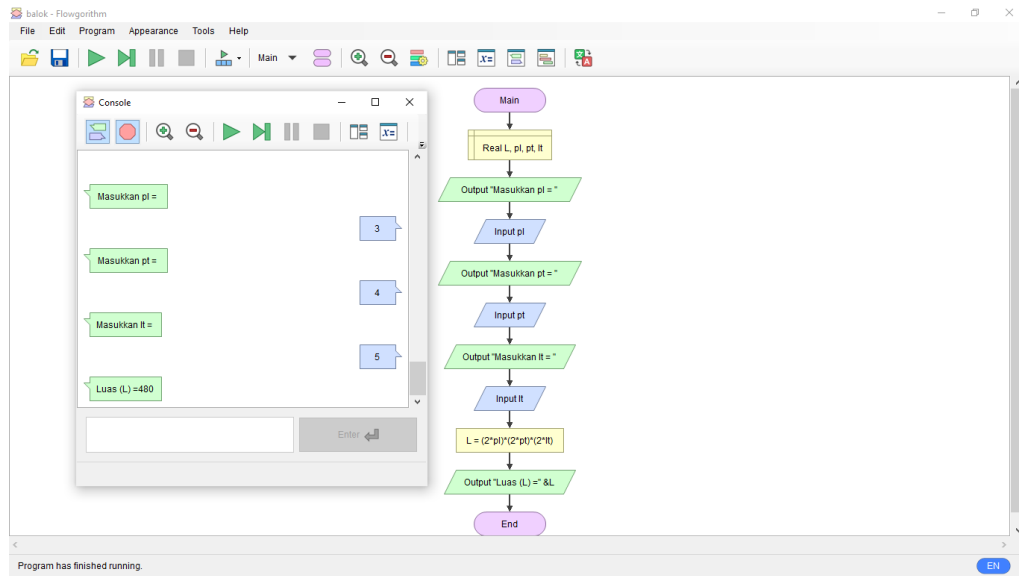 balok - Flowgorithm
File Edit Program Appearance Tools Help
Main
Console
Masukkan pl =
3
Masukkan pt =
4
Masukkan lt =
5
Luas (L) =480
Enter
Main
Real L, pl, pt, lt
Output "Masukkan pl = "
Input pl
Output "Masukkan pt = "
Input pt
Output "Masukkan lt = "
Input lt
L = (2*pl)*(2*pt)*(2*lt)
Output "Luas (L) =" &L
End
Program has finished running.
EN